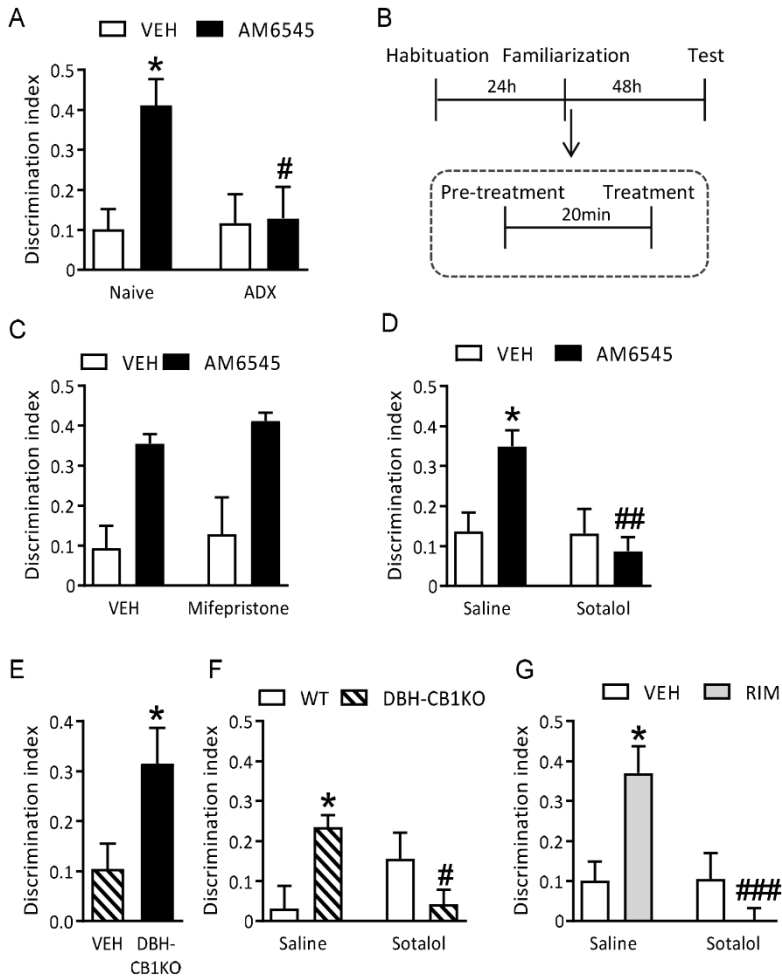 A
VEH AM6545
Discrimination index
0.5
0.4
0.3
0.2
0.1
0
*
#
Naive ADX
B
Habituation Familiarization Test
24h 48h
Pre-treatment Treatment
20min
C
VEH AM6545
Discrimination index
0.5
0.4
0.3
0.2
0.1
0
VEH Mifepristone
D
VEH AM6545
Discrimination index
0.5
0.4
0.3
0.2
0.1
0
*
##
Saline Sotalol
E
Discrimination index
0.4
0.3
0.2
0.1
0.0
*
VEH DBH-
CB1KO
F
WT DBH-CB1KO
Discrimination index
0.5
0.4
0.3
0.2
0.1
0
*
#
Saline Sotalol
G
VEH RIM
Discrimination index
0.5
0.4
0.3
0.2
0.1
0
*
###
Saline Sotalol